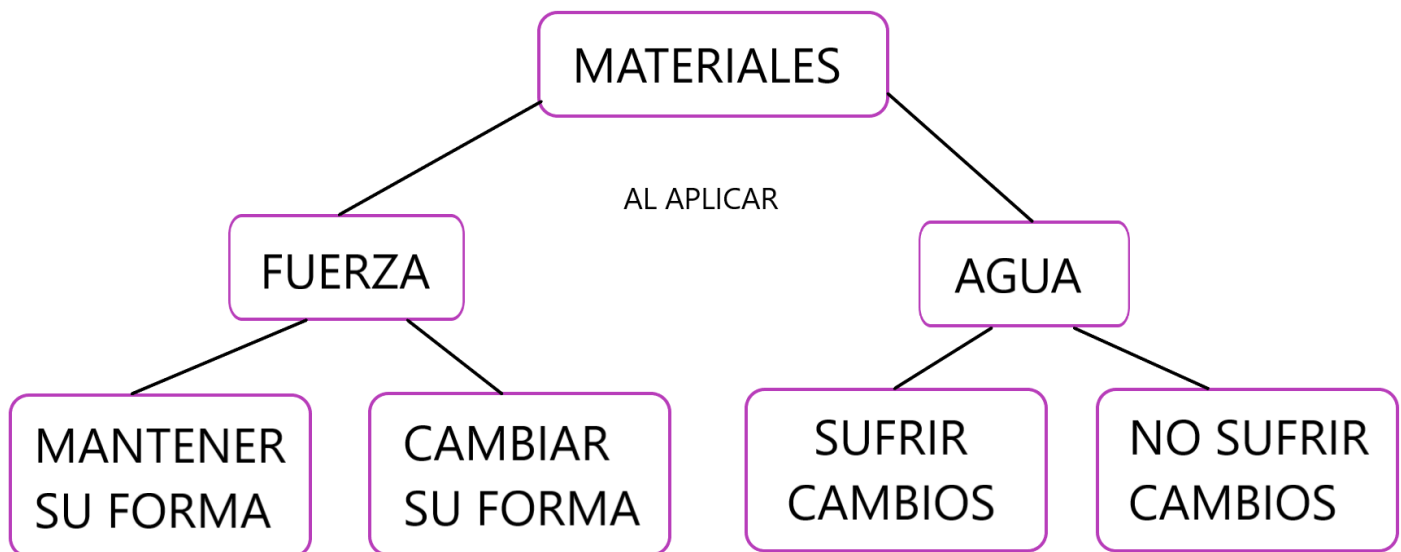 MATERIALES
AL APLICAR
FUERZA
AGUA
MANTENER
SU FORMA
CAMBIAR
SU FORMA
SUFRIR
CAMBIOS
NO SUFRIR
CAMBIOS